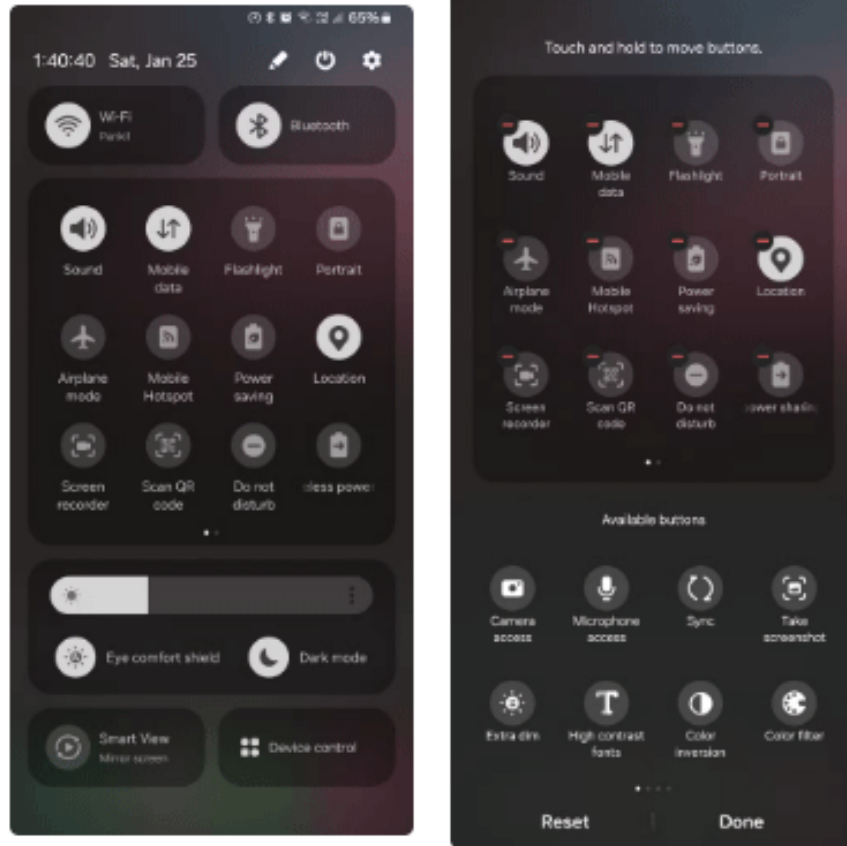 65%
1:40:40 Sat, Jan 25
Wi-Fi
Bluetooth
Sound
Mobile
data
Flashlight
Portrait
Airplane
mode
Mobile
Hotspot
Power
saving
Location
Screen
recorder
Scan QR
code
Do not
disturb
eless power
Eye comfort shield
Dark mode
Smart View
Mirror screen
Device control
Touch and hold to move buttons.
Sound
Mobile
data
Flashlight
Portrait
Airplane
mode
Mobile
Hotspot
Power
saving
Location
Screen
recorder
Scan QR
code
Do not
disturb
ower sharin
Available buttons
Camera
access
Microphone
access
Sync
Take
screenshot
Extra dim
High contrast
fonts
Color
inversion
Color filter
Reset
Done